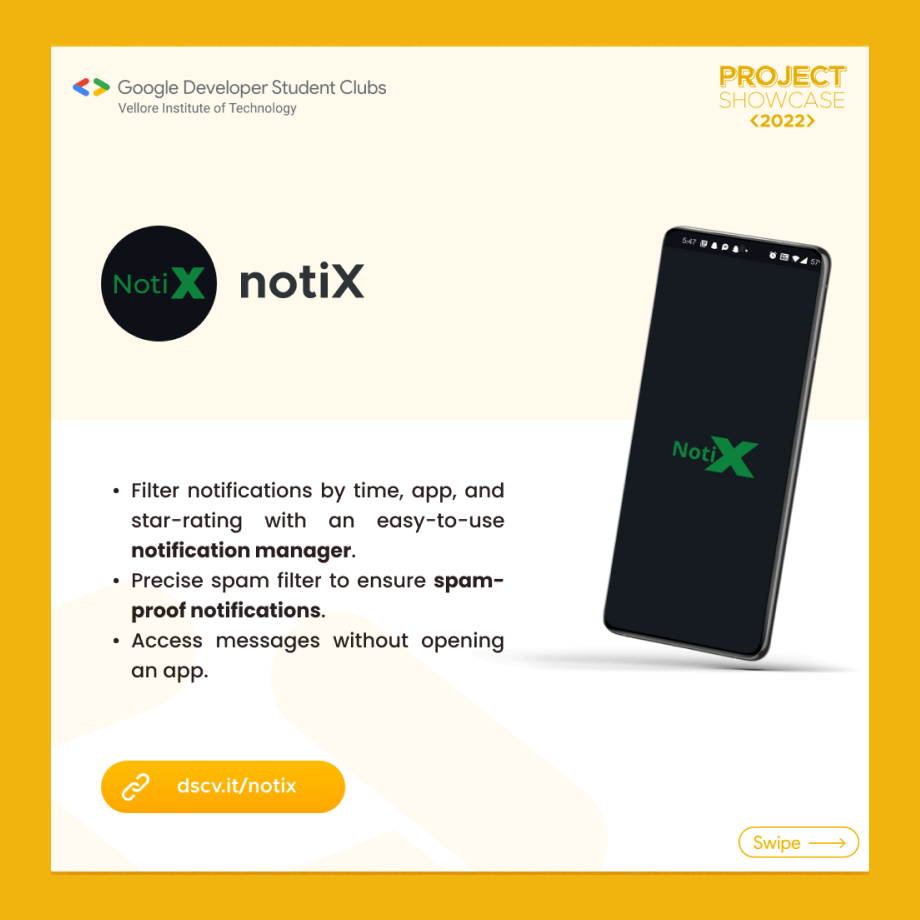 Google Developer Student Clubs
Vellore Institute of Technology
PROJECT
SHOWCASE
<2022>
NotiX
notiX
5:47
57
NotiX
• Filter notifications by time, app, and
star-rating with an easy-to-use
notification manager.
• Precise spam filter to ensure spam-
proof notifications.
• Access messages without opening
an app.
dscv.it/notix
Swipe